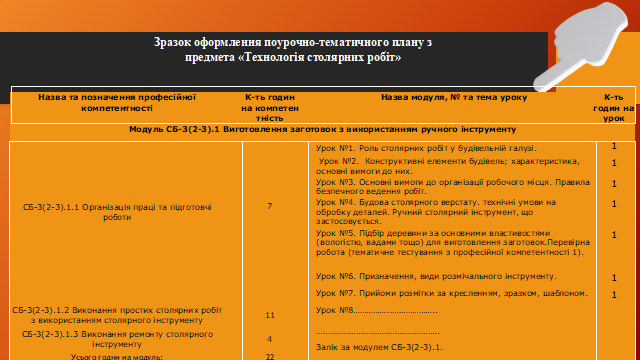 Зразок оформлення поурочно-тематичного плану з
предмета «Технологія столярних робіт»
Назва та позначення професійної
компетентності
К-ть годин
на компетен
тність
Назва модуля, № та тема уроку
К-ть
годин на
урок
Модуль СБ-3(2-3).1 Виготовлення заготовок з використанням ручного інструменту
СБ-3(2-3).1.1 Організація праці та підготовчі
роботи
7
Урок №1. Роль столярних робіт у будівельній галузі.
1
Урок №2. Конструктивні елементи будівель; характеристика,
основні вимоги до них.
1
Урок №3. Основні вимоги до організації робочого місця. Правила
безпечного ведення робіт.
1
Урок №4. Будова столярного верстату. технічні умови на
обробку деталей. Ручний столярний інструмент, що
застосовується.
1
Урок №5. Підбір деревини за основними властивостями
(вологістю, вадами тощо) для виготовлення заготовок.Перевірна
робота (тематичне тестування з професійної компетентності 1).
1
Урок №6. Призначення, види розмічального інструменту.
1
Урок №7. Прийоми розмітки за кресленням, зразком, шаблоном.
1
СБ-3(2-3).1.2 Виконання простих столярних робіт
з використанням столярного інструменту
11
Урок №8……………………………..
СБ-3(2-3).1.3 Виконання ремонту столярного
інструменту
4
…………………………………………..
Залік за модулем СБ-3(2-3).1.
Усього годин на модуль:
22